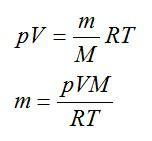 pV = m/M RT
m = pVM/RT